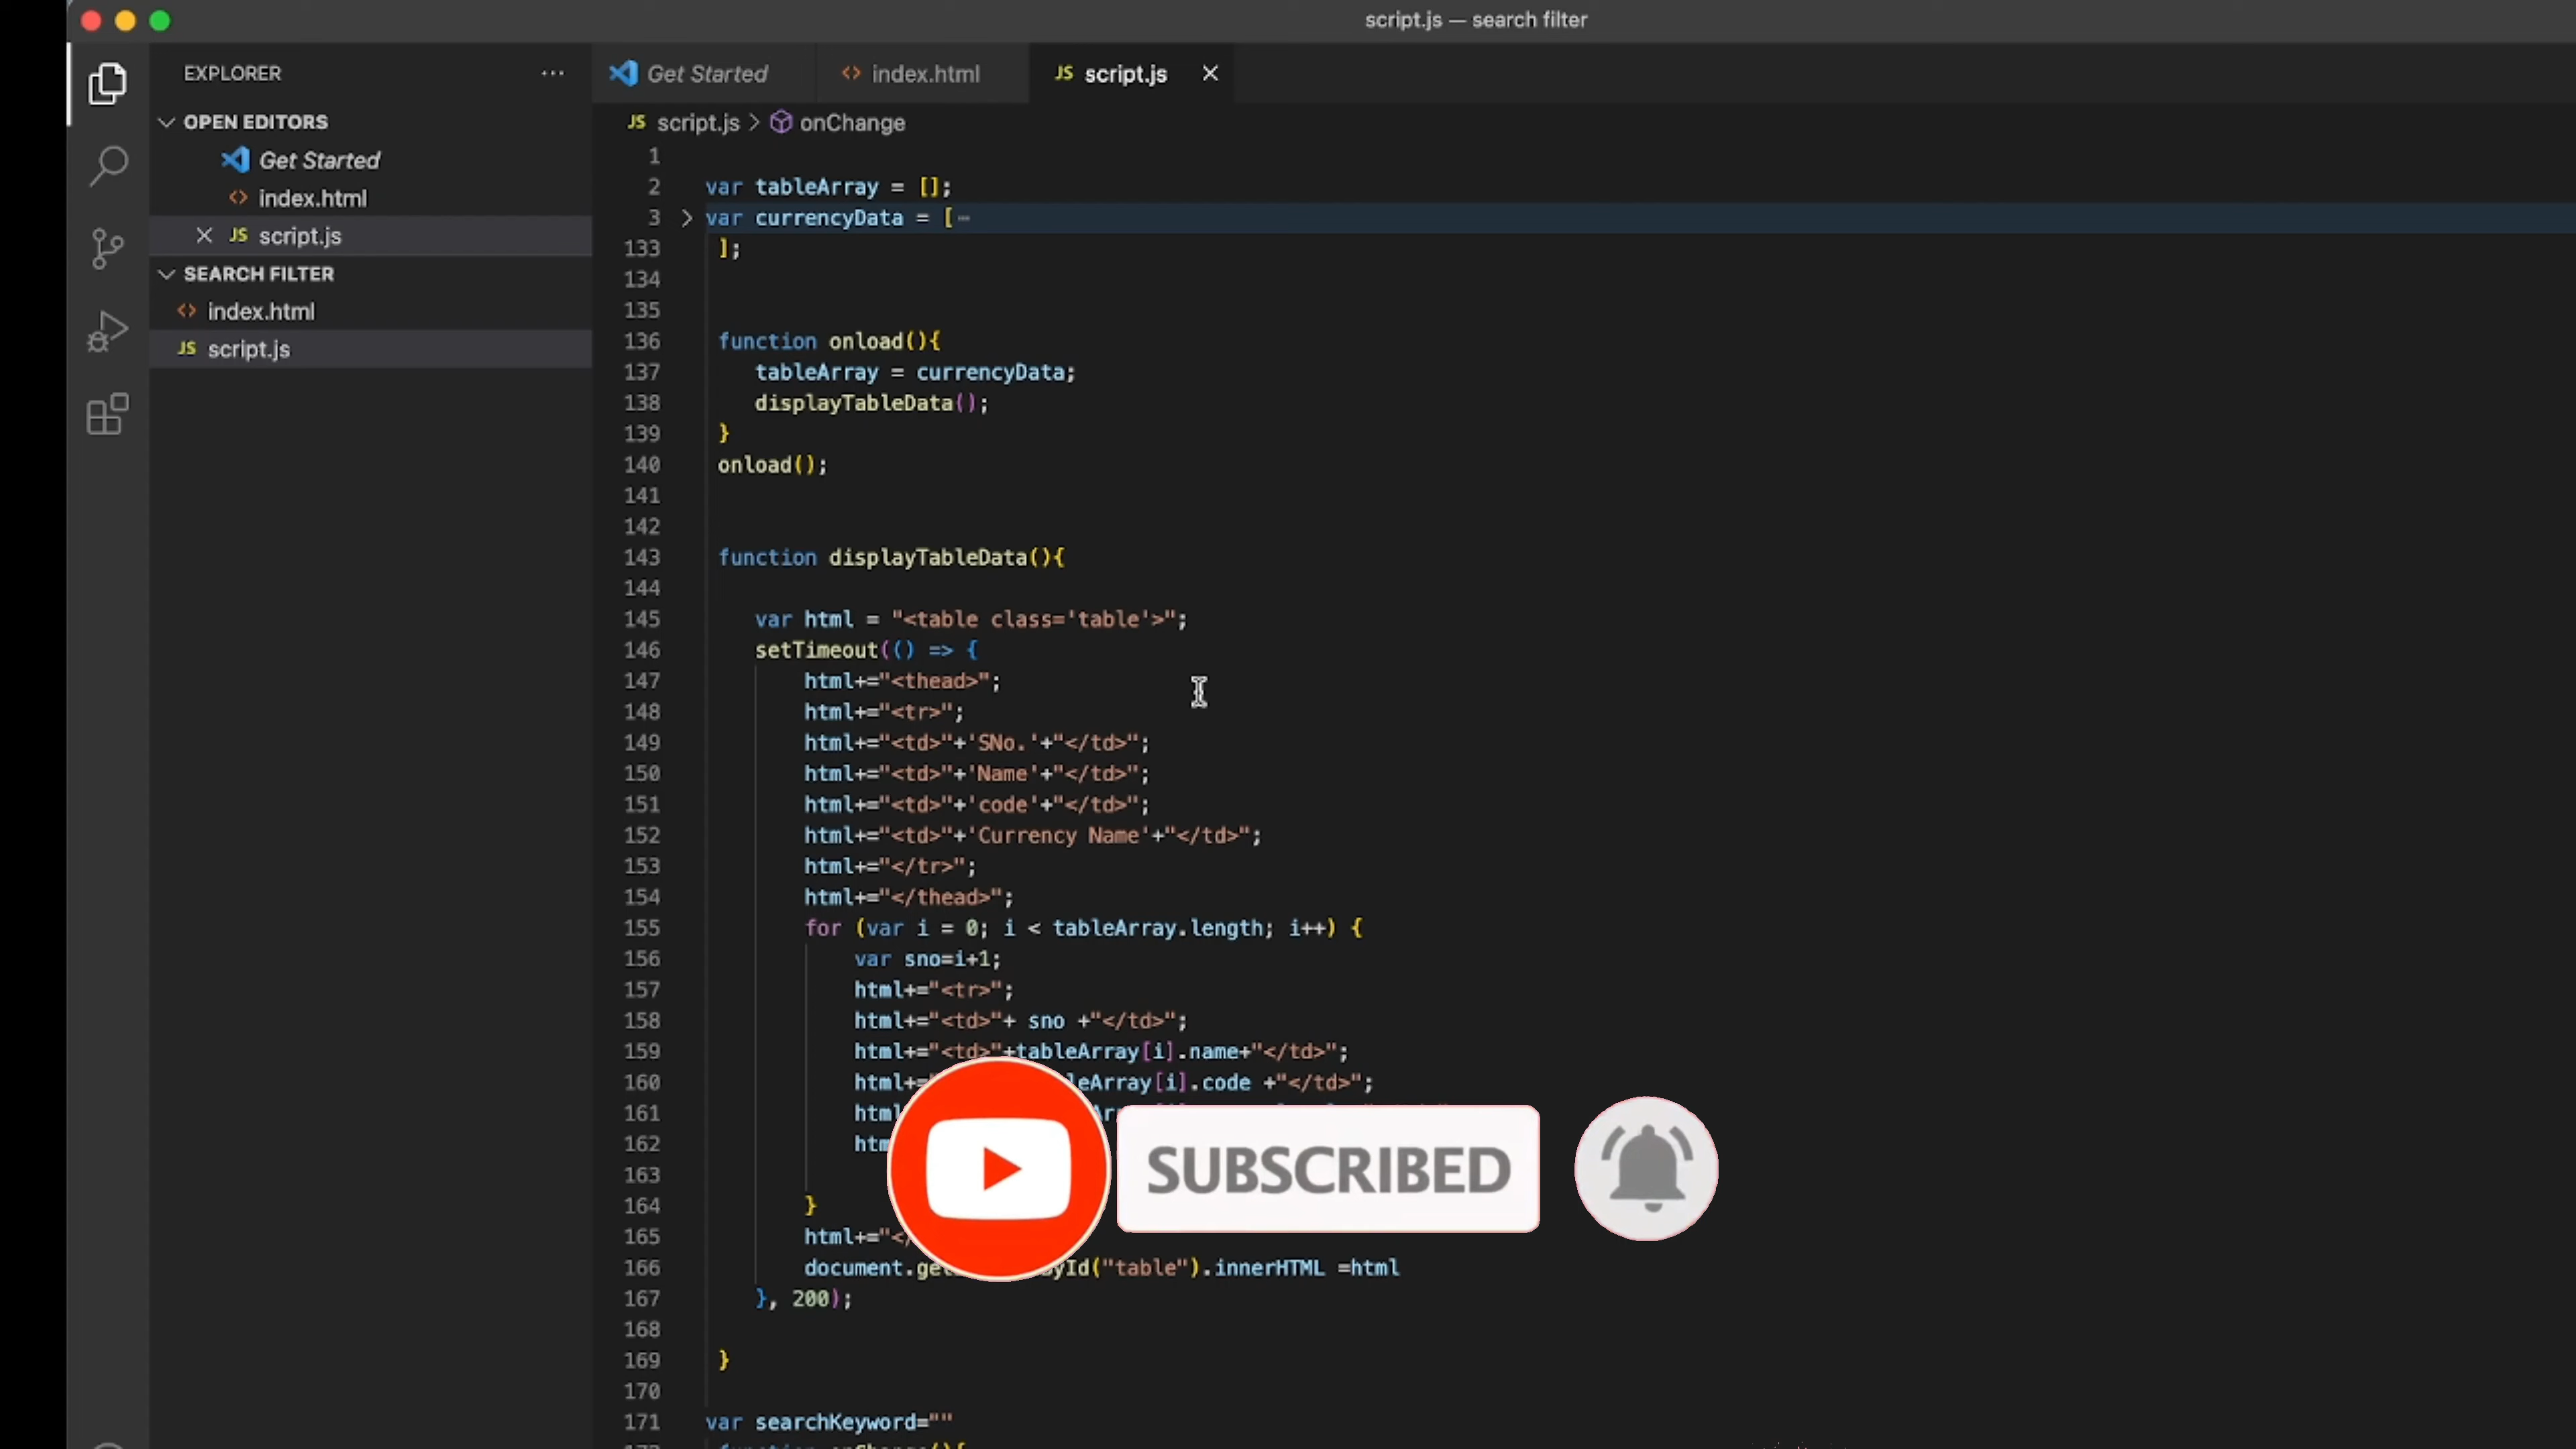 script.js — search filter
EXPLORER
Get Started
index.html
script.js
OPEN EDITORS
Get Started
index.html
JS script.js
SEARCH FILTER
index.html
JS script.js
JS script.js > onChange
1
2 var tableArray = [];
3 var currencyData = [
133 ];
134
135
136 function onload(){
137 tableArray = currencyData;
138 displayTableData();
139 }
140 onload();
141
142
143 function displayTableData(){
144
145 var html = "<table class='table'>";
146 setTimeout(() => {
147 html+="<thead>";
148 html+="<tr>";
149 html+="<td>"+'SNo.'+"</td>";
150 html+="<td>"+'Name'+"</td>";
151 html+="<td>"+'code'+"</td>";
152 html+="<td>"+'Currency Name'+"</td>";
153 html+="</tr>";
154 html+="</thead>";
155 for (var i = 0; i < tableArray.length; i++) {
156 var sno=i+1;
157 html+="<tr>";
158 html+="<td>"+ sno +"</td>";
159 html+="<td>"+tableArray[i].name+"</td>";
160 html+= [i].code +"</td>";
161
162
163
164 }
165 html+="<
166 document. ("table").innerHTML =html
167 }, 200);
168
169 }
170
171 var searchKeyword=""
SUBSCRIBED